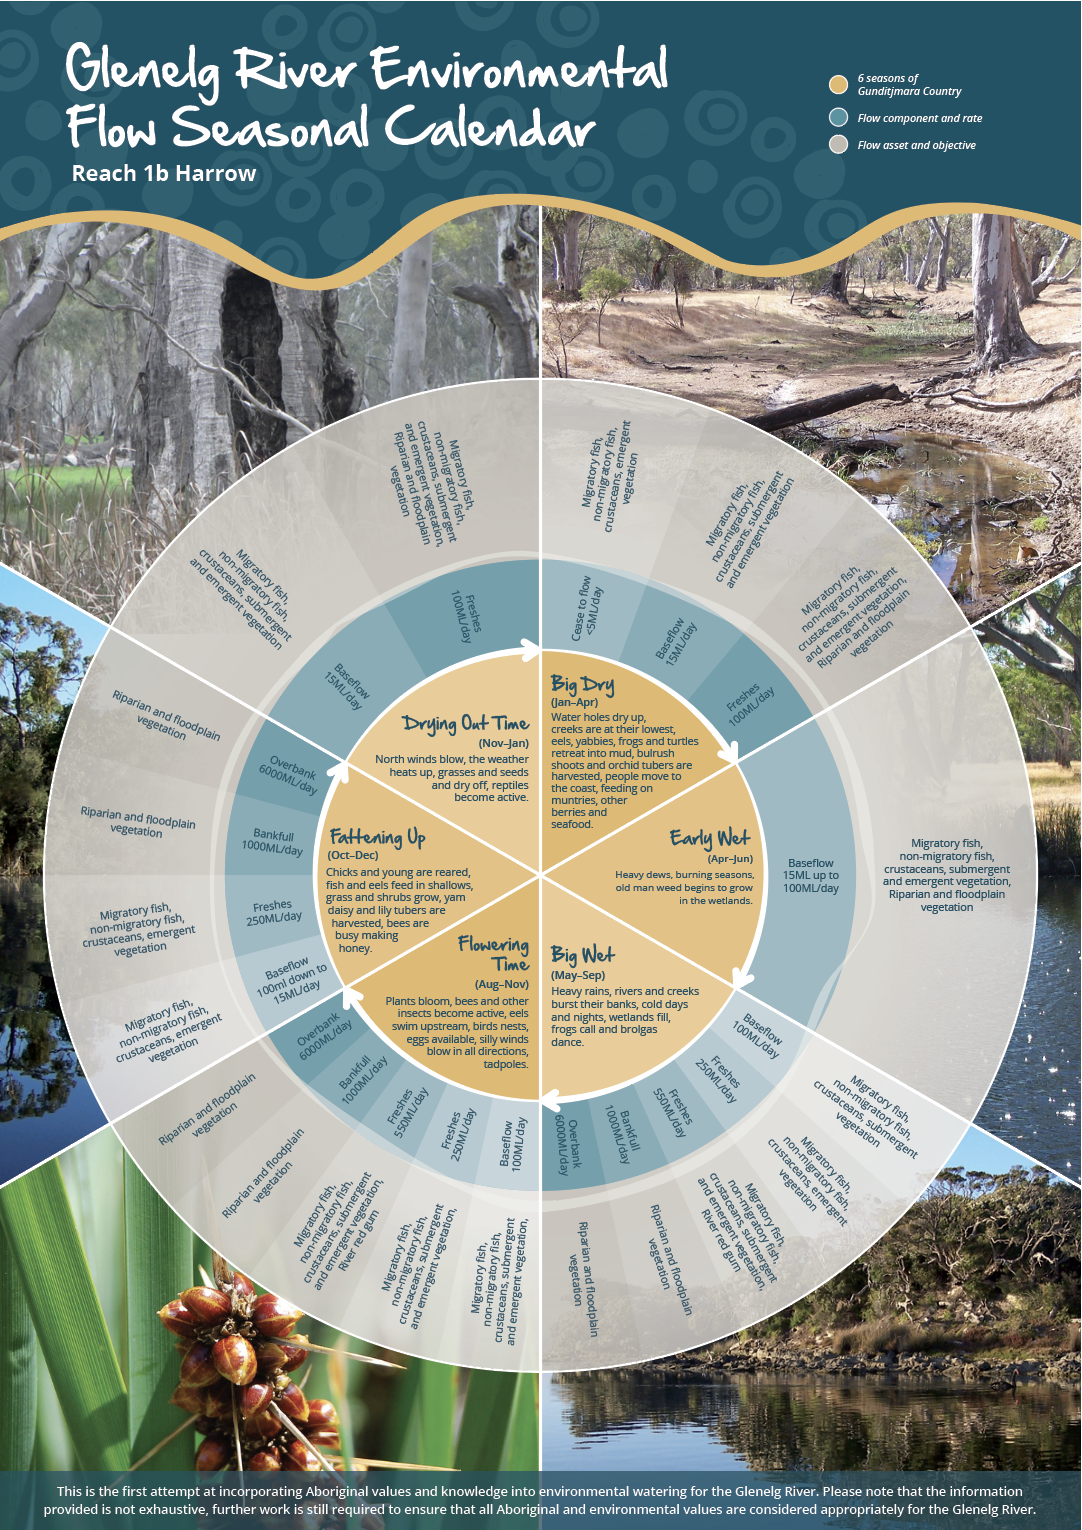 Glenelg River Environmental
Flow Seasonal Calendar
Reach 1b Harrow
6 seasons of
Gunditjmara Country
Flow component and rate
Flow asset and objective
Big Dry
(Jan–Apr)
Water holes dry up,
creeks are at their lowest,
eels, yabbies, frogs and turtles
retreat into mud, bulrush
shoots and orchid tubers are
harvested, people move to
the coast, feeding on
muntries, other
berries and
seafood.
Cease to flow
<5ML/day
Migratory fish,
non-migratory fish,
crustaceans, emergent
vegetation
Baseflow
15ML/day
Migratory fish,
non-migratory fish,
crustaceans, submergent
and emergent vegetation
Freshes
100ML/day
Migratory fish,
non-migratory fish,
crustaceans, submergent
and emergent vegetation,
Riparian and floodplain
vegetation
Early Wet
(Apr–Jun)
Heavy dews, burning seasons,
old man weed begins to grow
in the wetlands.
Baseflow
15ML up to
100ML/day
Migratory fish,
non-migratory fish,
crustaceans, submergent
and emergent vegetation,
Riparian and floodplain
vegetation
Big Wet
(May–Sep)
Heavy rains, rivers and creeks
burst their banks, cold days
and nights, wetlands fill,
frogs call and brolgas
dance.
Baseflow
100ML/day
Migratory fish,
non-migratory fish,
crustaceans, submergent
vegetation
Freshes
250ML/day
Migratory fish,
non-migratory fish,
crustaceans, emergent
vegetation
Freshes
550ML/day
Migratory fish,
non-migratory fish,
crustaceans, submergent
and emergent vegetation,
River red gum
Bankfull
1000ML/day
Riparian and floodplain
vegetation
Overbank
6000ML/day
Riparian and floodplain
vegetation
Flowering
Time
(Aug–Nov)
Plants bloom, bees and other
insects become active, eels
swim upstream, birds nests,
eggs available, silly winds
blow in all directions,
tadpoles.
Baseflow
100ML/day
Migratory fish,
non-migratory fish,
crustaceans, submergent
and emergent vegetation,
Freshes
250ML/day
Migratory fish,
non-migratory fish,
crustaceans, submergent
and emergent vegetation,
Freshes
550ML/day
Migratory fish,
non-migratory fish,
crustaceans, submergent
and emergent vegetation,
River red gum
Bankfull
1000ML/day
Riparian and floodplain
vegetation
Overbank
6000ML/day
Riparian and floodplain
vegetation
Fattening Up
(Oct–Dec)
Chicks and young are reared,
fish and eels feed in shallows,
grass and shrubs grow, yam
daisy and lily tubers are
harvested, bees are
busy making
honey.
Baseflow
100ml down to
15ML/day
Migratory fish,
non-migratory fish,
crustaceans, emergent
vegetation
Freshes
250ML/day
Migratory fish,
non-migratory fish,
crustaceans, emergent
vegetation
Bankfull
1000ML/day
Riparian and floodplain
vegetation
Overbank
6000ML/day
Riparian and floodplain
vegetation
Drying Out Time
(Nov–Jan)
North winds blow, the weather
heats up, grasses and seeds
and dry off, reptiles
become active.
Baseflow
15ML/day
Migratory fish,
non-migratory fish,
crustaceans, submergent
and emergent vegetation
Freshes
100ML/day
Migratory fish,
non-migratory fish,
crustaceans, submergent
and emergent vegetation,
Riparian and floodplain
vegetation
This is the first attempt at incorporating Aboriginal values and knowledge into environmental watering for the Glenelg River. Please note that the information
provided is not exhaustive, further work is still required to ensure that all Aboriginal and environmental values are considered appropriately for the Glenelg River.